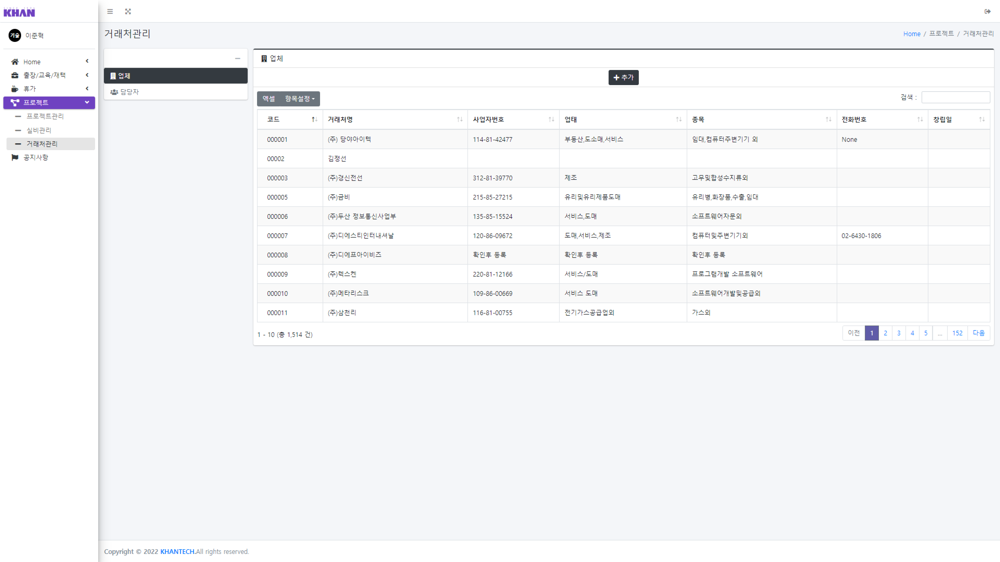 SINCE 1994
KHAN
기술 이준혁
Home
출장/교육/재택
휴가
프로젝트
프로젝트관리
실비관리
거래처관리
공지사항
거래처관리
Home / 프로젝트 / 거래처관리
업체
담당자
업체
추가
엑셀 항목설정
검색 :
코드 거래처명 사업자번호 업태 종목 전화번호 창립일
000001 (주) 당야아이텍 114-81-42477 부동산,도소매,서비스 임대,컴퓨터주변기기 외 None
00002 김정선
000003 (주)경신전선 312-81-39770 제조 고무및합성수지류외
000005 (주)금비 215-85-27215 유리및유리제품도매 유리병,화장품,수출,임대
000006 (주)두산 정보통신사업부 135-85-15524 서비스,도매 소프트웨어자문외
000007 (주)디에스티인터내셔날 120-86-09672 도매,서비스,제조 컴퓨터및주변기기외 02-6430-1806
000008 (주)디에프아이비즈 확인후 등록 확인후 등록 확인후 등록
000009 (주)렉스켄 220-81-12166 서비스/도매 프로그램개발 소프트웨어
000010 (주)메타리스크 109-86-00669 서비스 도매 소프트웨어개발및공급외
000011 (주)삼천리 116-81-00755 전기가스공급업외 가스외
1 - 10 (총 1,514 건)
이전 1 2 3 4 5 ... 152 다음
Copyright © 2022 KHANTECH.All rights reserved.